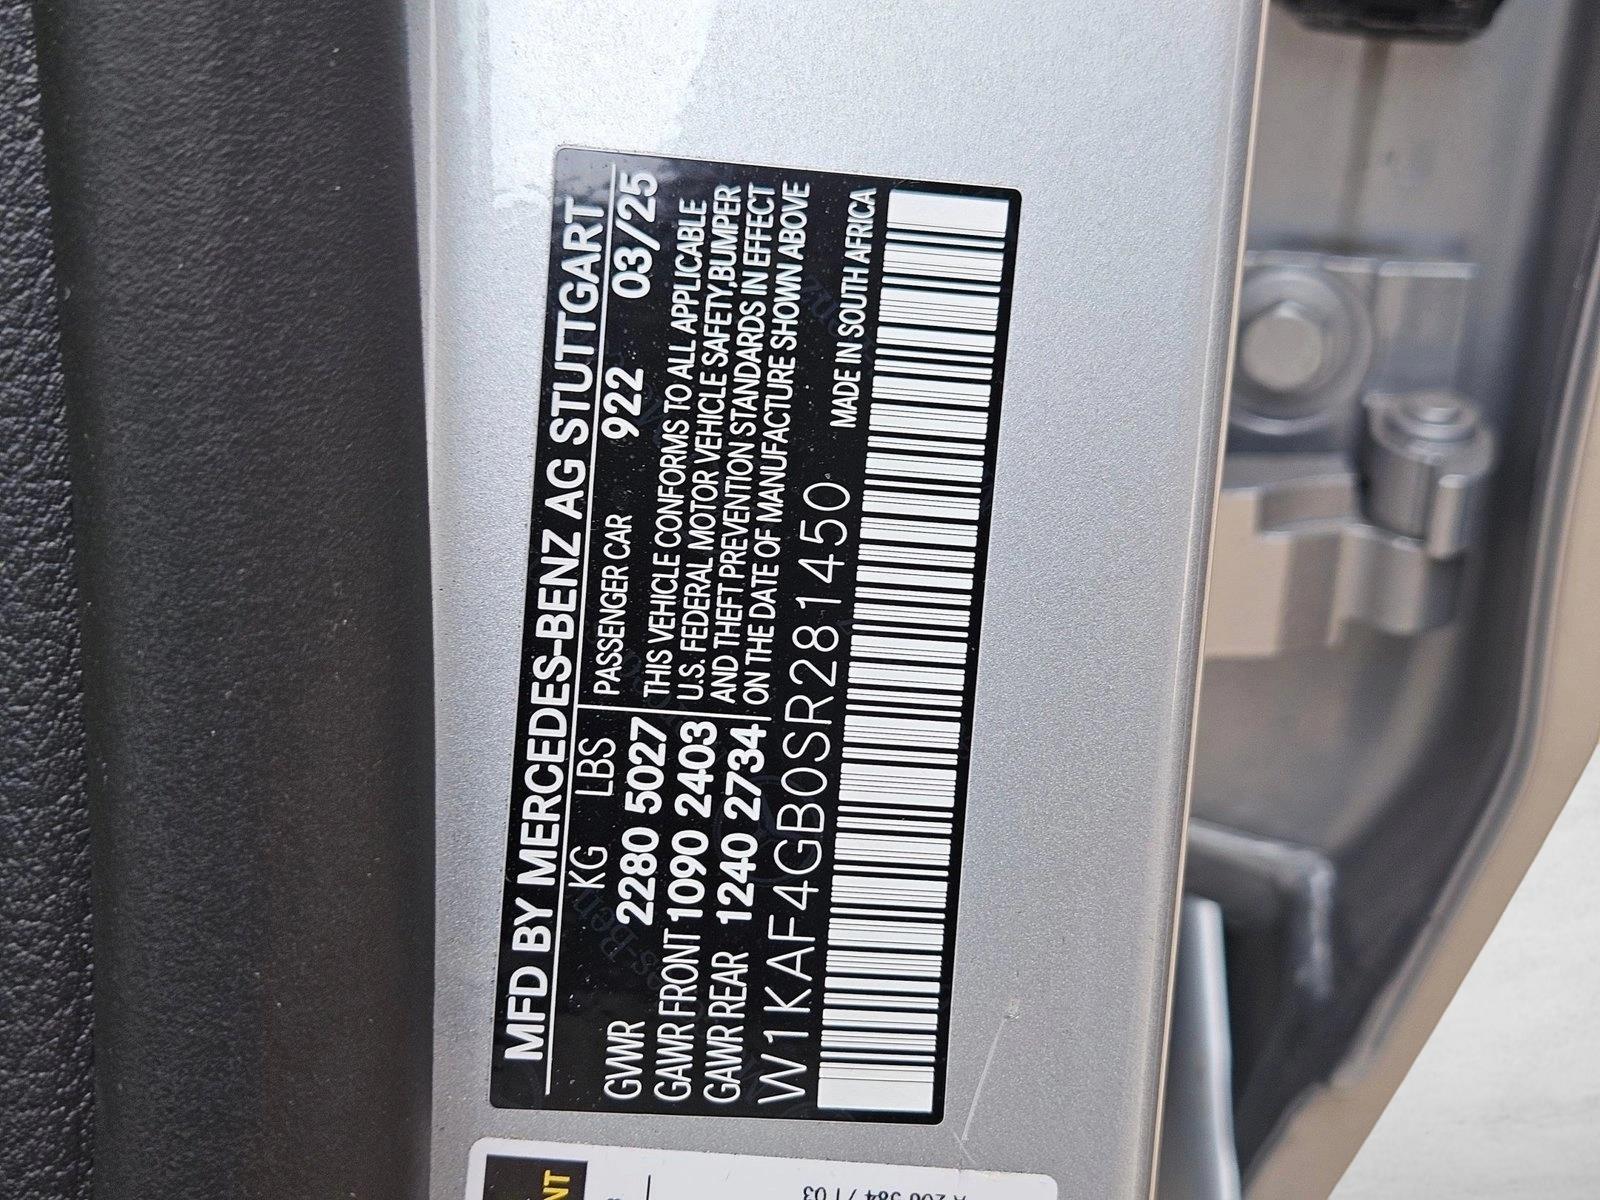 MFD BY MERCEDES-BENZ AG STUTTGART
KG LBS PASSENGER CAR 922 03/25
GVWR 2280 5027
GAWR FRONT 1090 2403
GAWR REAR 1240 2734
THIS VEHICLE CONFORMS TO ALL APPLICABLE
U.S. FEDERAL MOTOR VEHICLE SAFETY,BUMPER
AND THEFT PREVENTION STANDARDS IN EFFECT
ON THE DATE OF MANUFACTURE SHOWN ABOVE
W1KAF4GB0SR281450 MADE IN SOUTH AFRICA